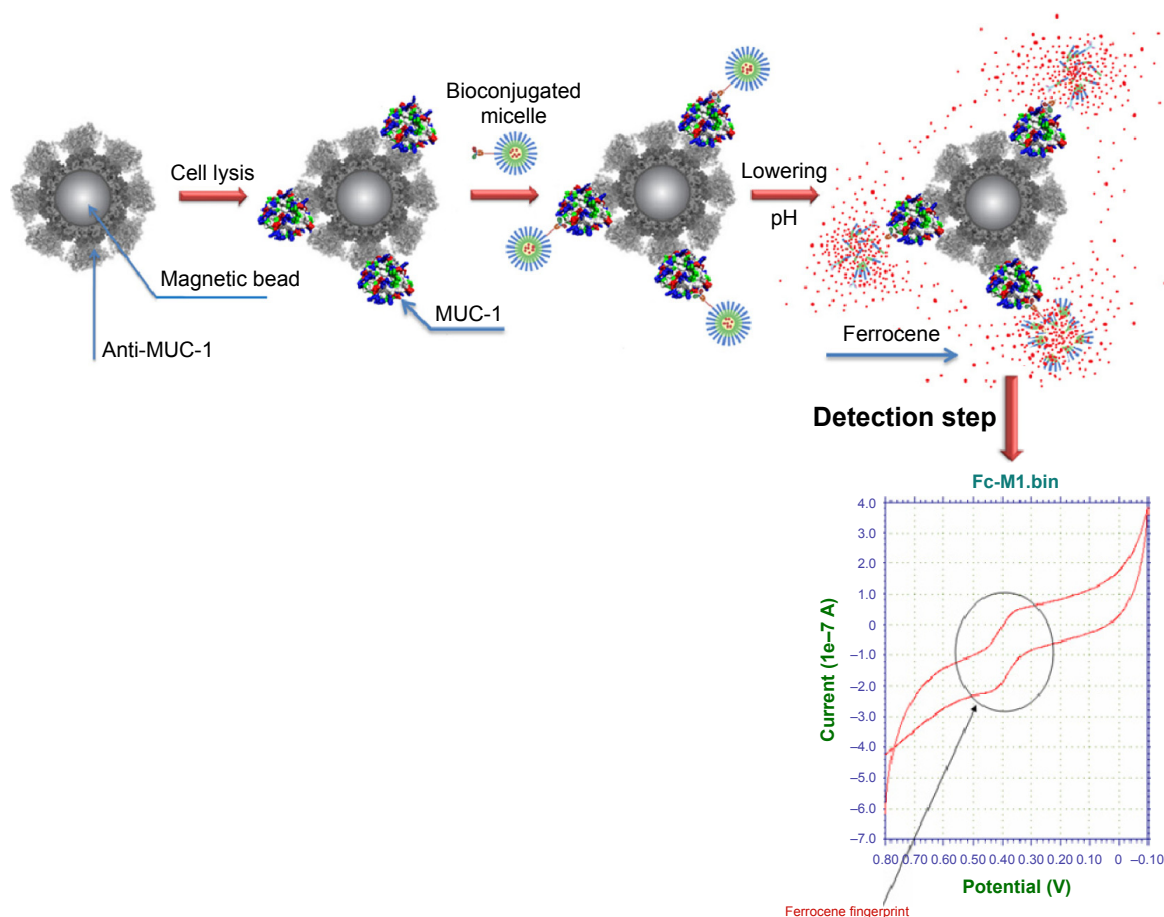 Bioconjugated
micelle
Cell lysis
Lowering
pH
Magnetic bead
MUC-1
Anti-MUC-1
Ferrocene
Detection step
Fc-M1.bin
4.0
3.0
2.0
1.0
0
–1.0
–2.0
–3.0
–4.0
–5.0
–6.0
–7.0
Current (1e–7 A)
0.80 0.70 0.60 0.50 0.40 0.30 0.20 0.10 0 –0.10
Potential (V)
Ferrocene fingerprint